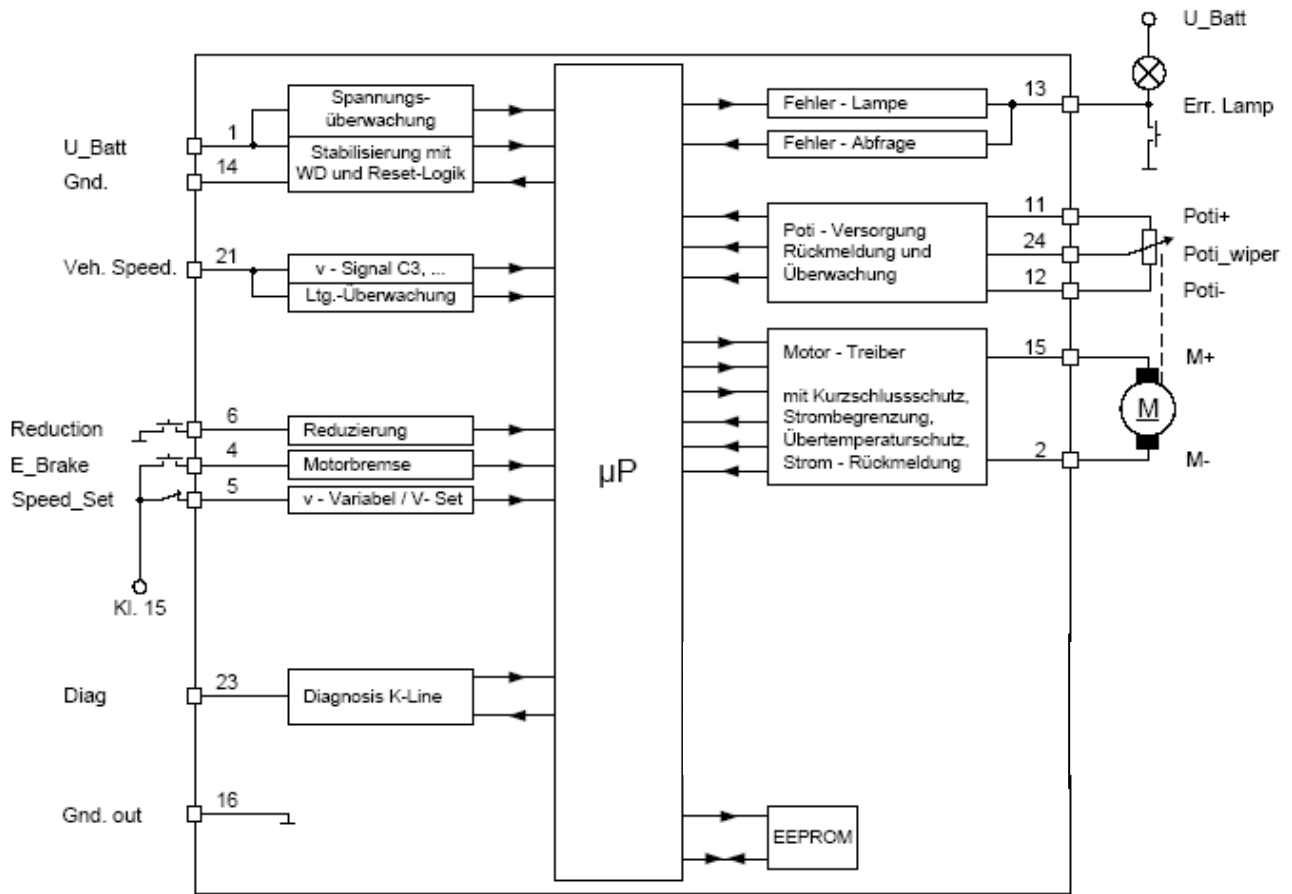 U_Batt
Spannungs-
überwachung
13
Fehler - Lampe
Err. Lamp
1
U_Batt
Stabilisierung mit
WD und Reset-Logik
Fehler - Abfrage
14
Gnd.
11
Poti+
Poti - Versorgung
Rückmeldung und
Überwachung
24
Poti_wiper
12
Poti-
21
Veh. Speed.
v - Signal C3, ...
Ltg.-Überwachung
Motor - Treiber
mit Kurzschlussschutz,
Strombegrenzung,
Übertemperaturschutz,
Strom - Rückmeldung
15
M+
M
2
M-
6
Reduction
Reduzierung
4
E_Brake
Motorbremse
5
Speed_Set
v - Variabel / V- Set
µP
Kl. 15
23
Diag
Diagnosis K-Line
16
Gnd. out
EEPROM